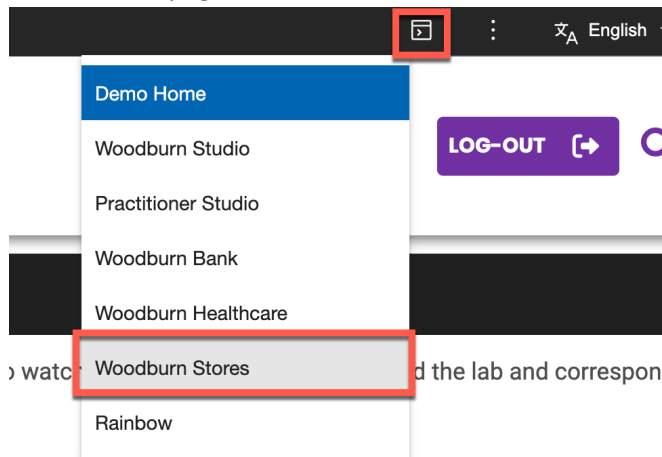 English
Demo Home
LOG-OUT
Woodburn Studio
Practitioner Studio
Woodburn Bank
Woodburn Healthcare
watc
Woodburn Stores
d the lab and correspon
Rainbow